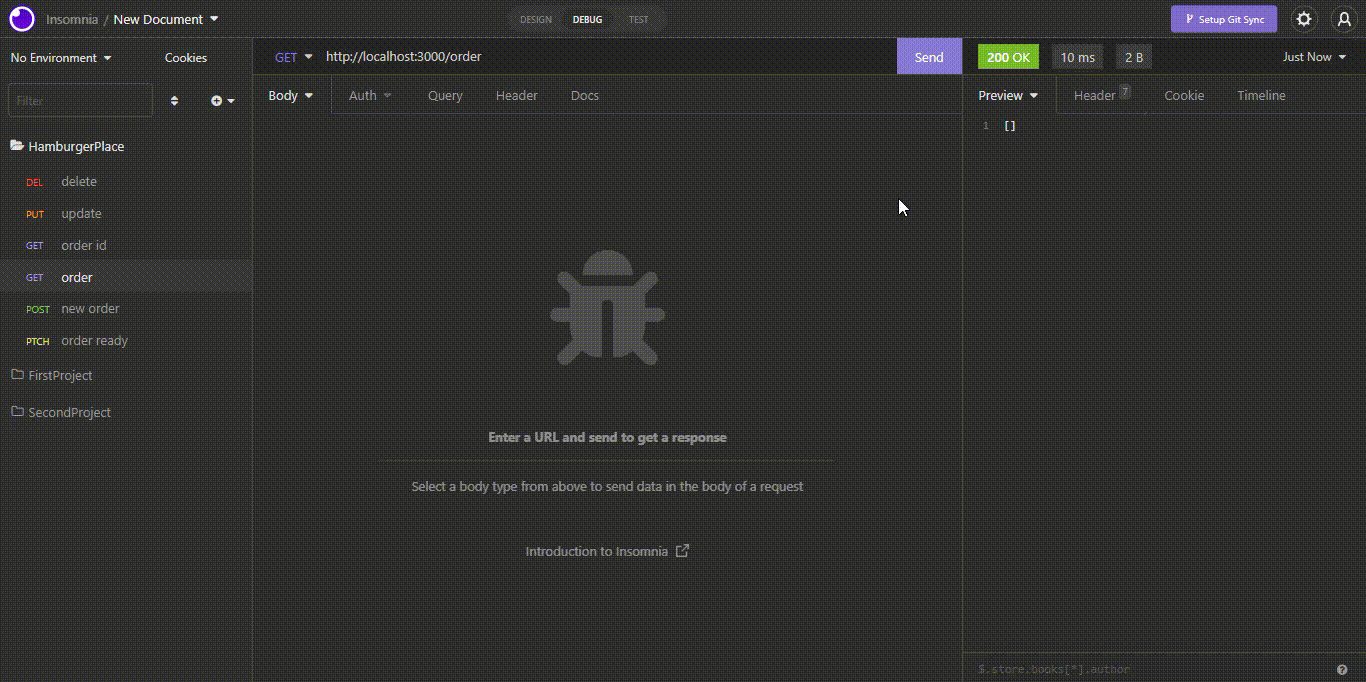 Insomnia / New Document
DESIGN DEBUG TEST
Setup Git Sync
No Environment Cookies
GET http://localhost:3000/order Send
200 OK 10 ms 2 B Just Now
Filter
Body Auth Query Header Docs
Preview Header 7 Cookie Timeline
1 []
HamburgerPlace
DEL delete
PUT update
GET order id
GET order
POST new order
PTCH order ready
FirstProject
SecondProject
Enter a URL and send to get a response
Select a body type from above to send data in the body of a request
Introduction to Insomnia
$.store.books[*].author